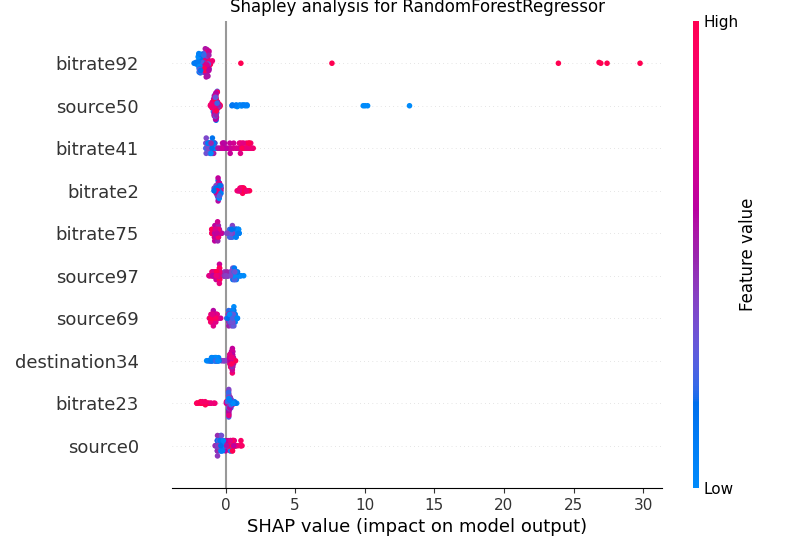 Shapley analysis for RandomForestRegressor
High
bitrate92
source50
bitrate41
bitrate2
bitrate75
source97
source69
destination34
bitrate23
source0
Feature value
Low
0 5 10 15 20 25 30
SHAP value (impact on model output)